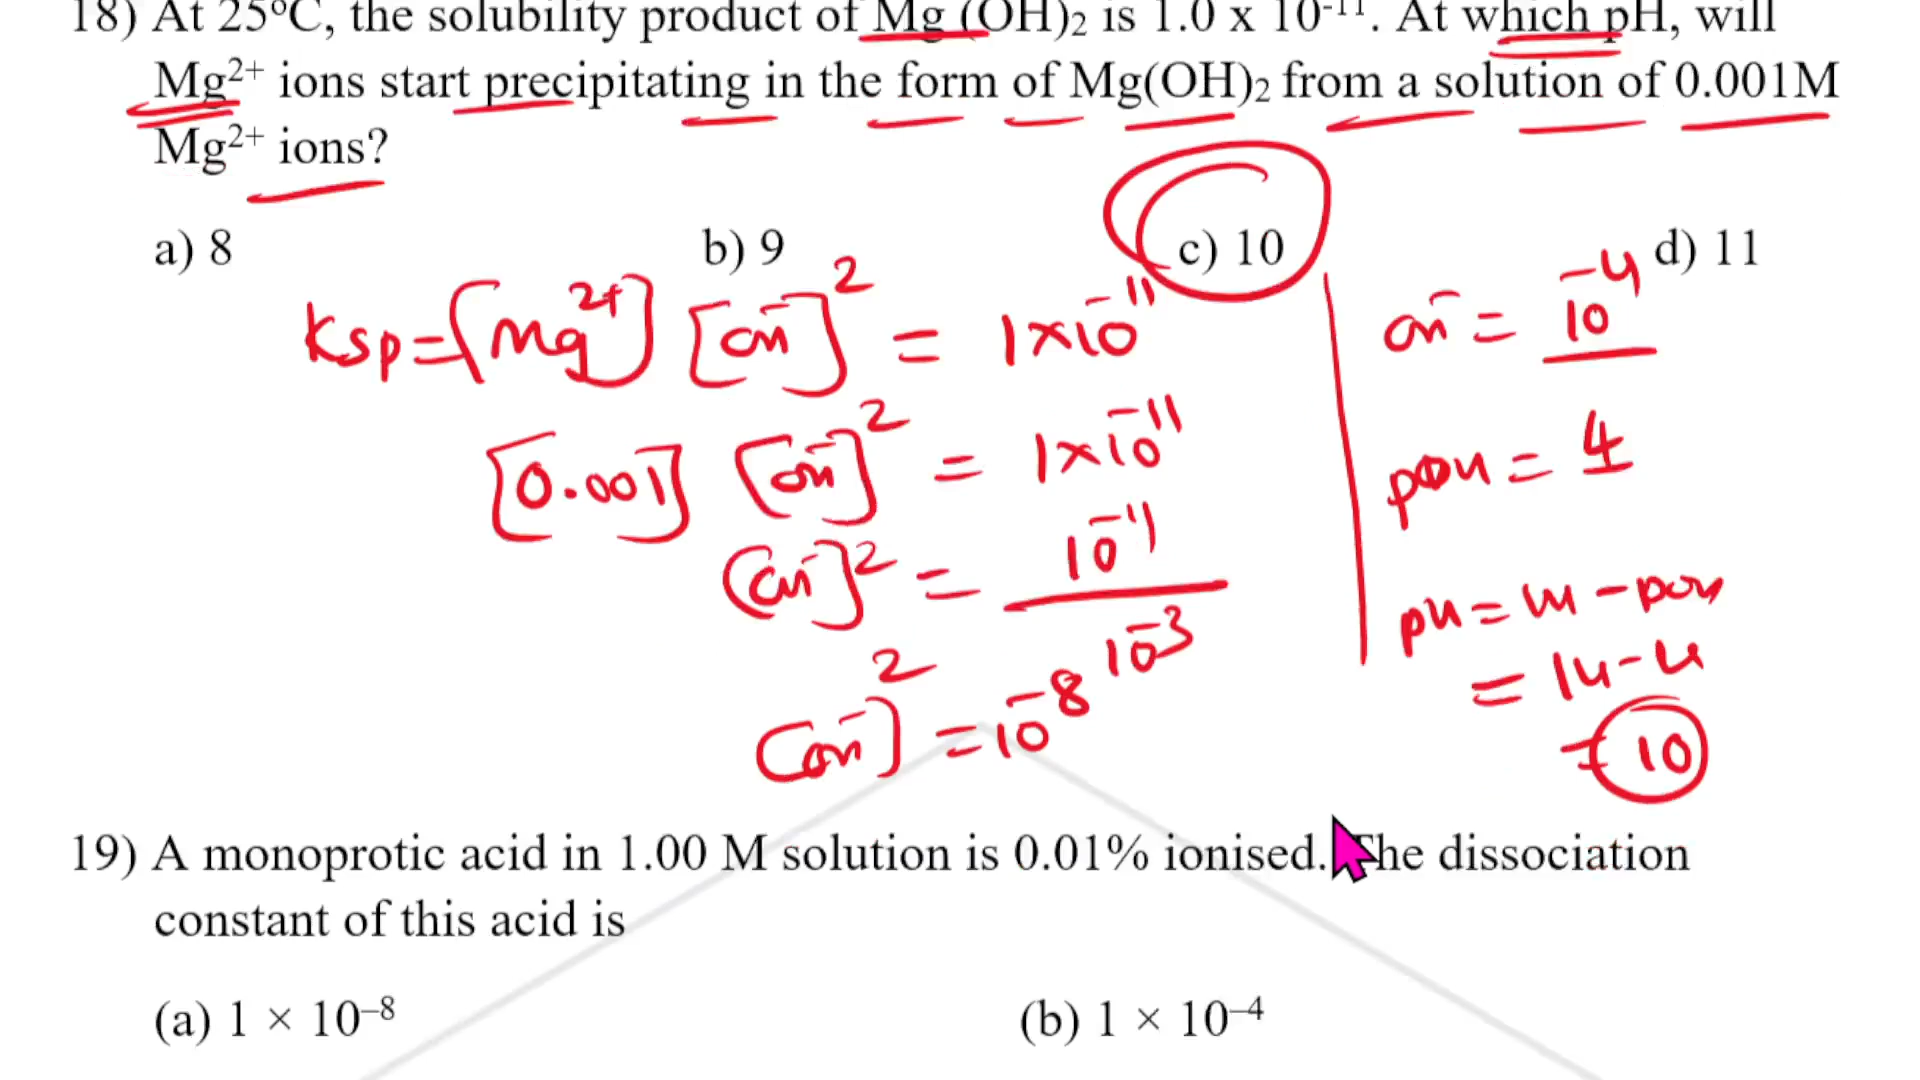 18) At 25°C, the solubility product of Mg (OH)₂ is 1.0 x 10⁻¹¹. At which pH, will
Mg²⁺ ions start precipitating in the form of Mg(OH)₂ from a solution of 0.001M
Mg²⁺ ions?
a) 8 b) 9 c) 10 d) 11
Ksp = [Mg²⁺] [OH⁻]² = 1×10⁻¹¹
[0.001] [OH⁻]² = 1×10⁻¹¹
[OH⁻]² = 10⁻¹¹ / 10⁻³
[OH⁻]² = 10⁻⁸
OH⁻ = 10⁻⁴
pOH = 4
pH = 14 - pOH
= 14 - 4
= 10
19) A monoprotic acid in 1.00 M solution is 0.01% ionised. The dissociation
constant of this acid is
(a) 1 × 10⁻⁸ (b) 1 × 10⁻⁴